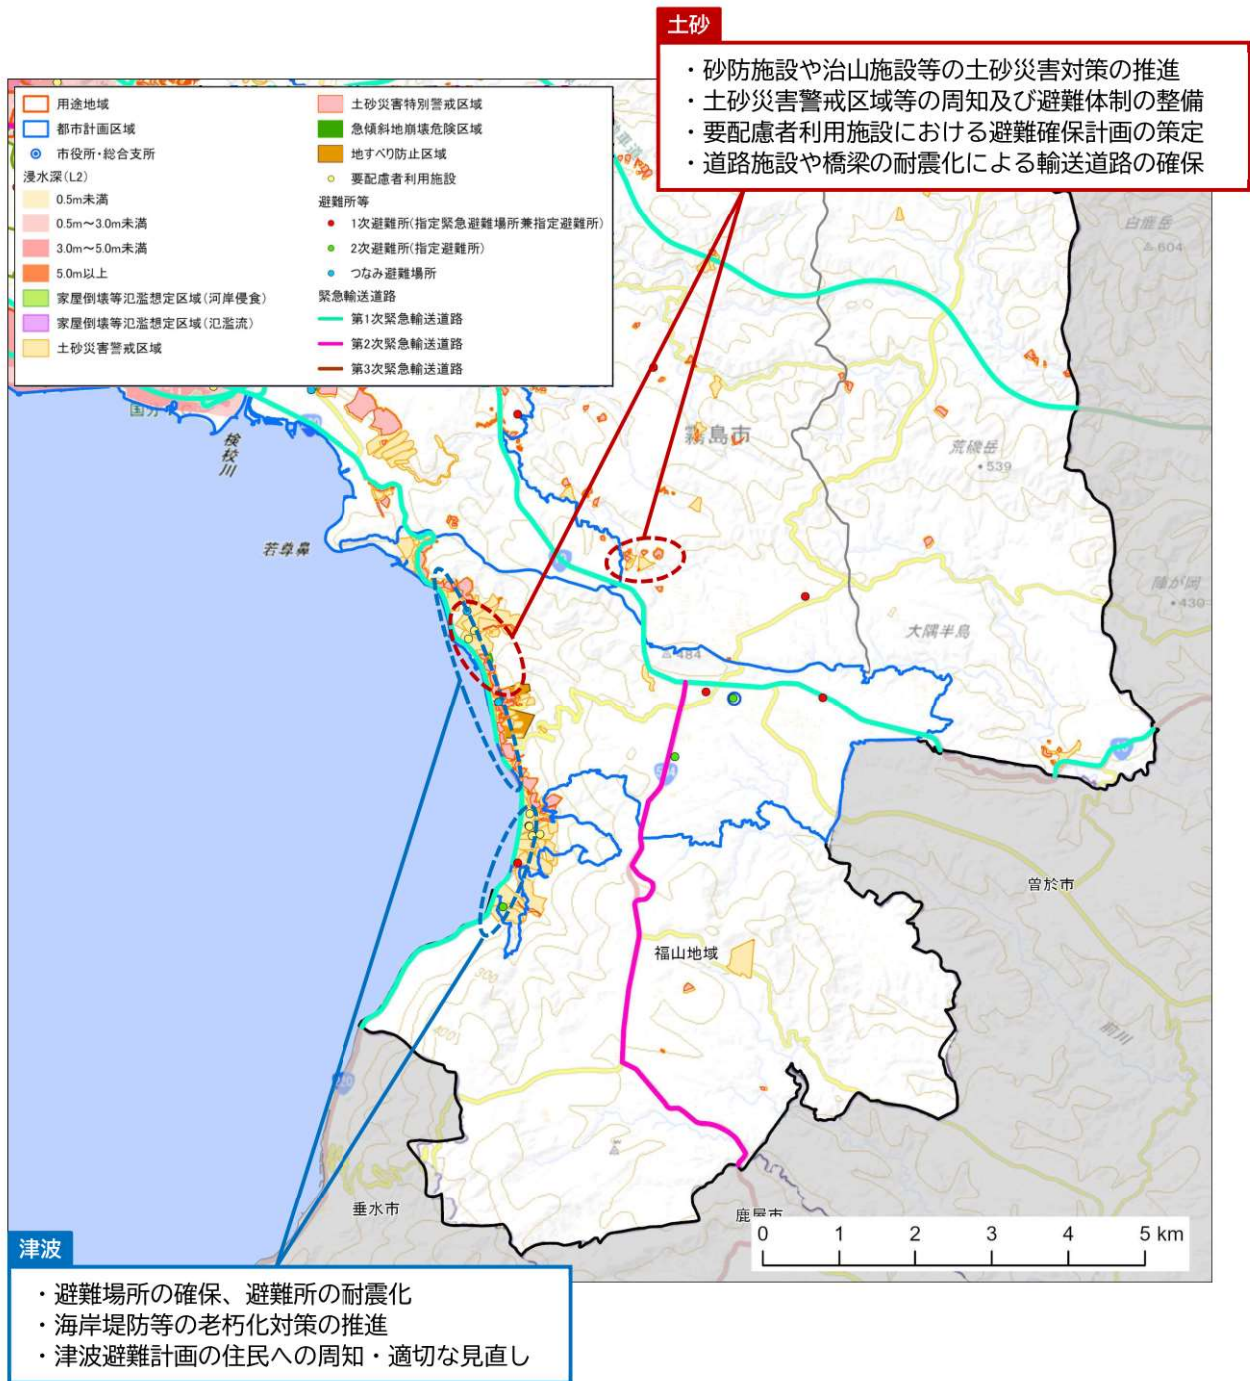 土砂
・砂防施設や治山施設等の土砂災害対策の推進
・土砂災害警戒区域等の周知及び避難体制の整備
・要配慮者利用施設における避難確保計画の策定
・道路施設や橋梁の耐震化による輸送道路の確保
用途地域
都市計画区域
市役所・総合支所
浸水深(L2)
0.5m未満
0.5m～3.0m未満
3.0m～5.0m未満
5.0m以上
家屋倒壊等氾濫想定区域(河岸侵食)
家屋倒壊等氾濫想定区域(氾濫流)
土砂災害警戒区域
土砂災害特別警戒区域
急傾斜地崩壊危険区域
地すべり防止区域
要配慮者利用施設
避難所等
1次避難所(指定緊急避難場所兼指定避難所)
2次避難所(指定避難所)
つなみ避難場所
緊急輸送道路
第1次緊急輸送道路
第2次緊急輸送道路
第3次緊急輸送道路
白鹿岳
604
検校川
霧島市
荒磯岳
539
若尊鼻
陣が岡
430
大隅半島
484
曽於市
福山地域
前川
300
垂水市
鹿屋市
0 1 2 3 4 5 km
津波
・避難場所の確保、避難所の耐震化
・海岸堤防等の老朽化対策の推進
・津波避難計画の住民への周知・適切な見直し